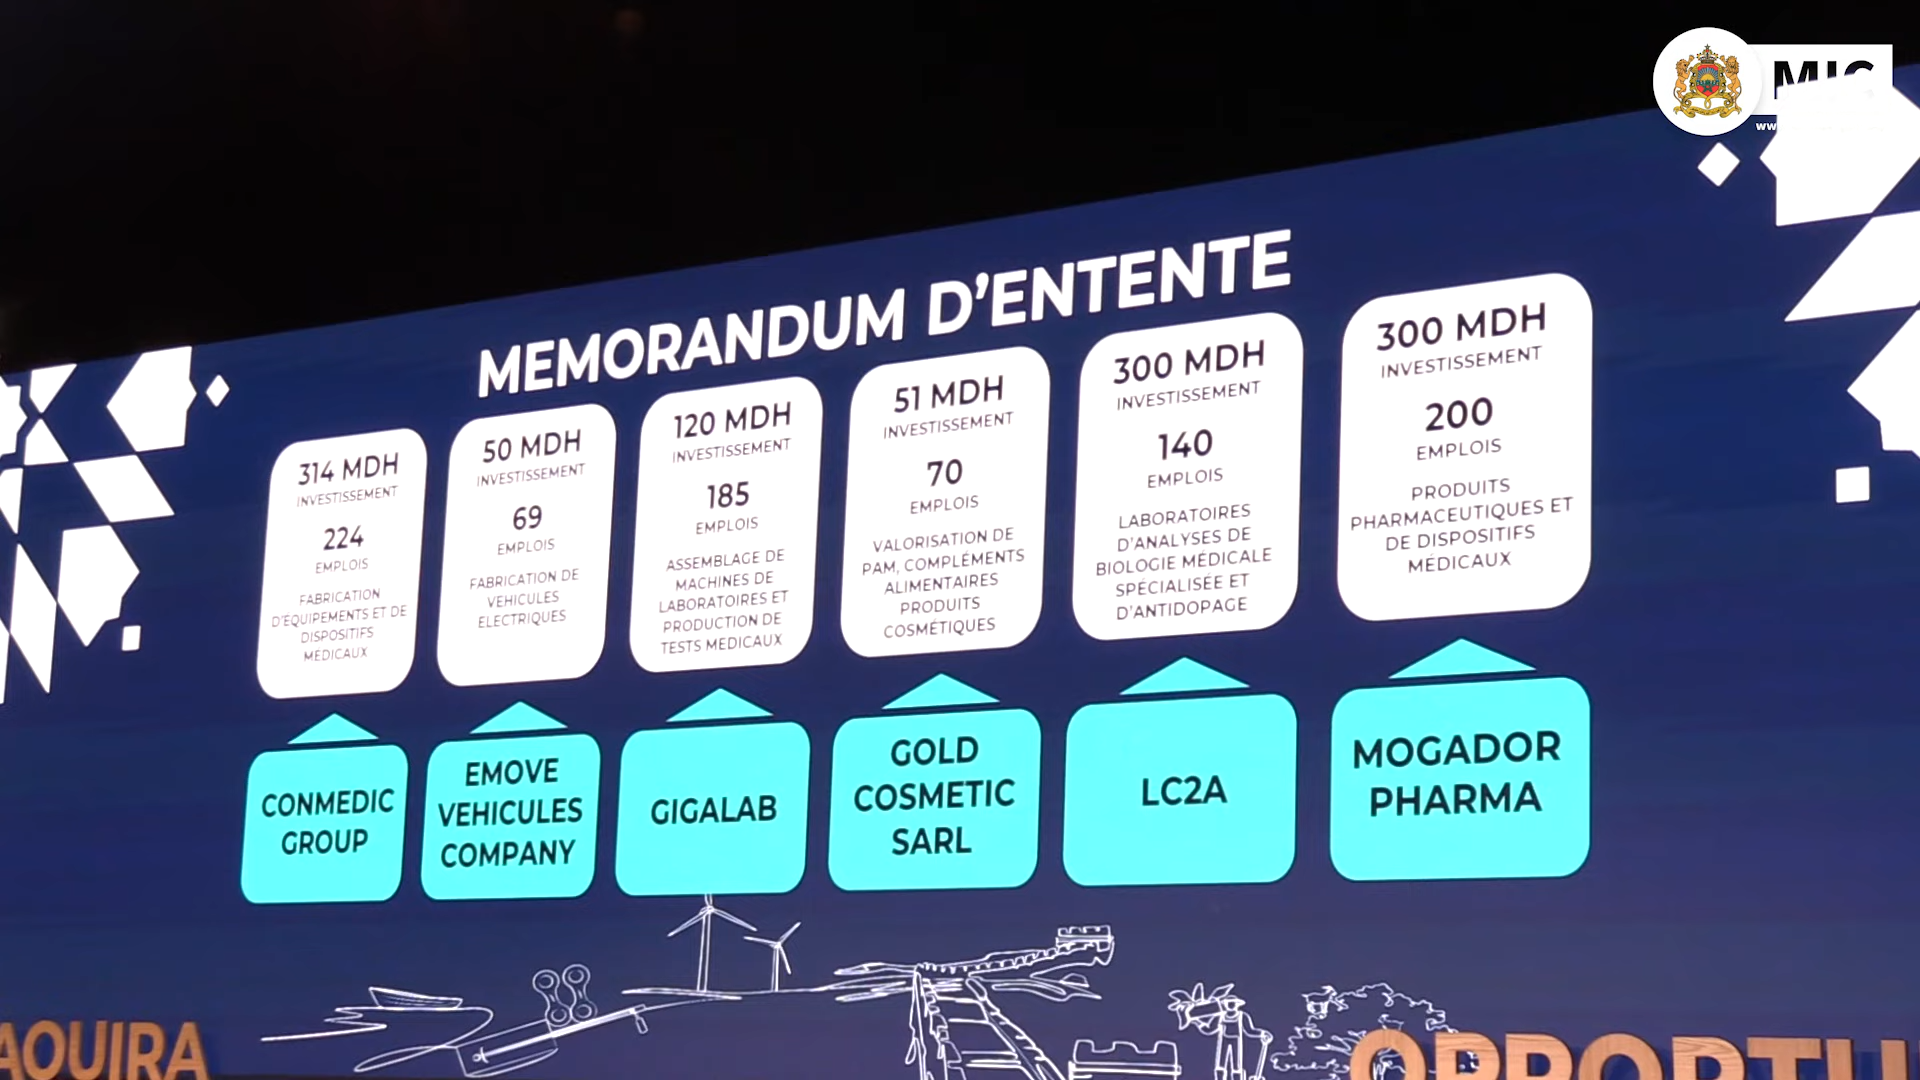 MEMORANDUM D'ENTENTE
314 MDH
INVESTISSEMENT
224
EMPLOIS
FABRICATION
D'ÉQUIPEMENTS ET DE
DISPOSITIFS
MÉDICAUX
CONMEDIC
GROUP
50 MDH
INVESTISSEMENT
69
EMPLOIS
FABRICATION DE
VEHICULES
ELECTRIQUES
EMOVE
VEHICULES
COMPANY
120 MDH
INVESTISSEMENT
185
EMPLOIS
ASSEMBLAGE DE
MACHINES DE
LABORATOIRES ET
PRODUCTION DE
TESTS MEDICAUX
GIGALAB
51 MDH
INVESTISSEMENT
70
EMPLOIS
VALORISATION DE
PAM, COMPLÉMENTS
ALIMENTAIRES
PRODUITS
COSMÉTIQUES
GOLD
COSMETIC
SARL
300 MDH
INVESTISSEMENT
140
EMPLOIS
LABORATOIRES
D'ANALYSES DE
BIOLOGIE MÉDICALE
SPÉCIALISÉE ET
D'ANTIDOPAGE
LC2A
300 MDH
INVESTISSEMENT
200
EMPLOIS
PRODUITS
PHARMACEUTIQUES ET
DE DISPOSITIFS
MÉDICAUX
MOGADOR
PHARMA
AOUIRA
OPPORTU